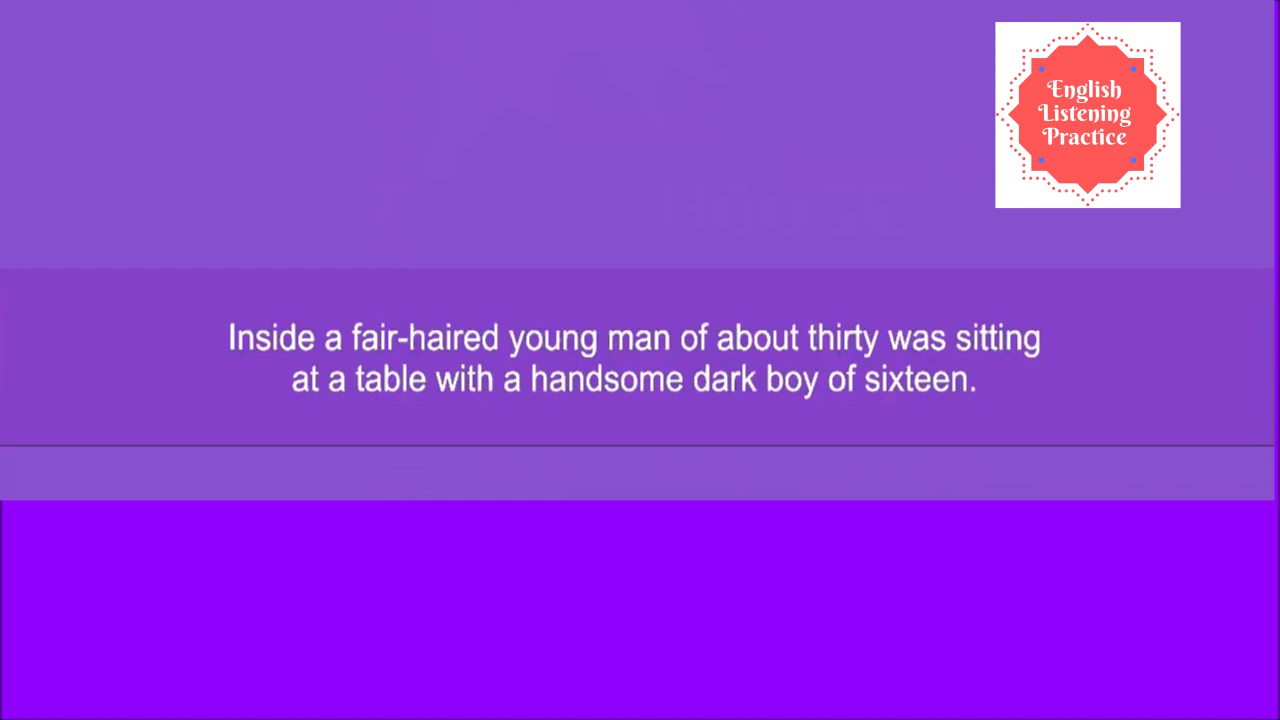 English
Listening
Practice
Inside a fair-haired young man of about thirty was sitting
at a table with a handsome dark boy of sixteen.